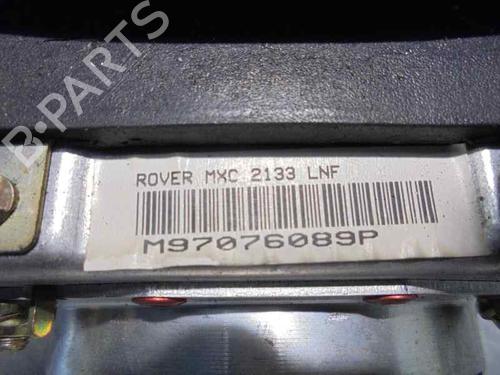 B-PARTS
ROVER MXC 2133 LNF
M97076089P